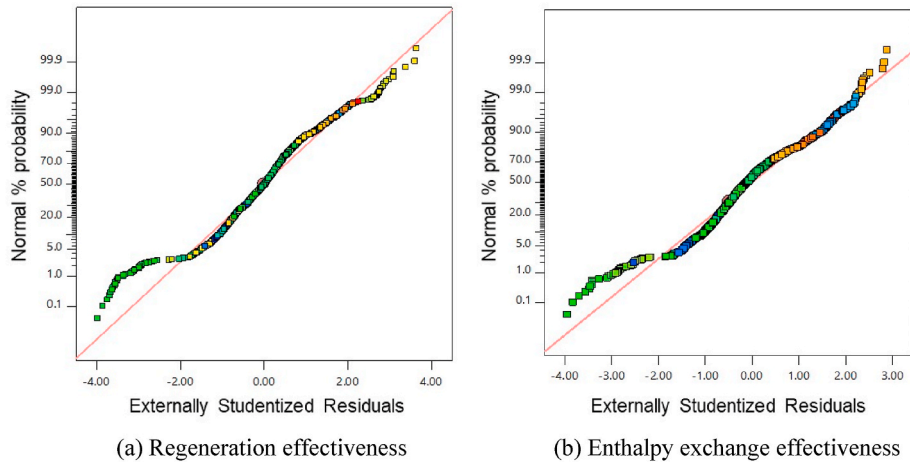 Normal % probability
99.9
99.0
90.0
70.0
50.0
20.0
5.0
1.0
0.1
-4.00 -2.00 0.00 2.00 4.00
Externally Studentized Residuals
(a) Regeneration effectiveness
Normal % probability
99.9
99.0
90.0
70.0
50.0
20.0
5.0
1.0
0.1
-4.00 -3.00 -2.00 -1.00 0.00 1.00 2.00 3.00
Externally Studentized Residuals
(b) Enthalpy exchange effectiveness